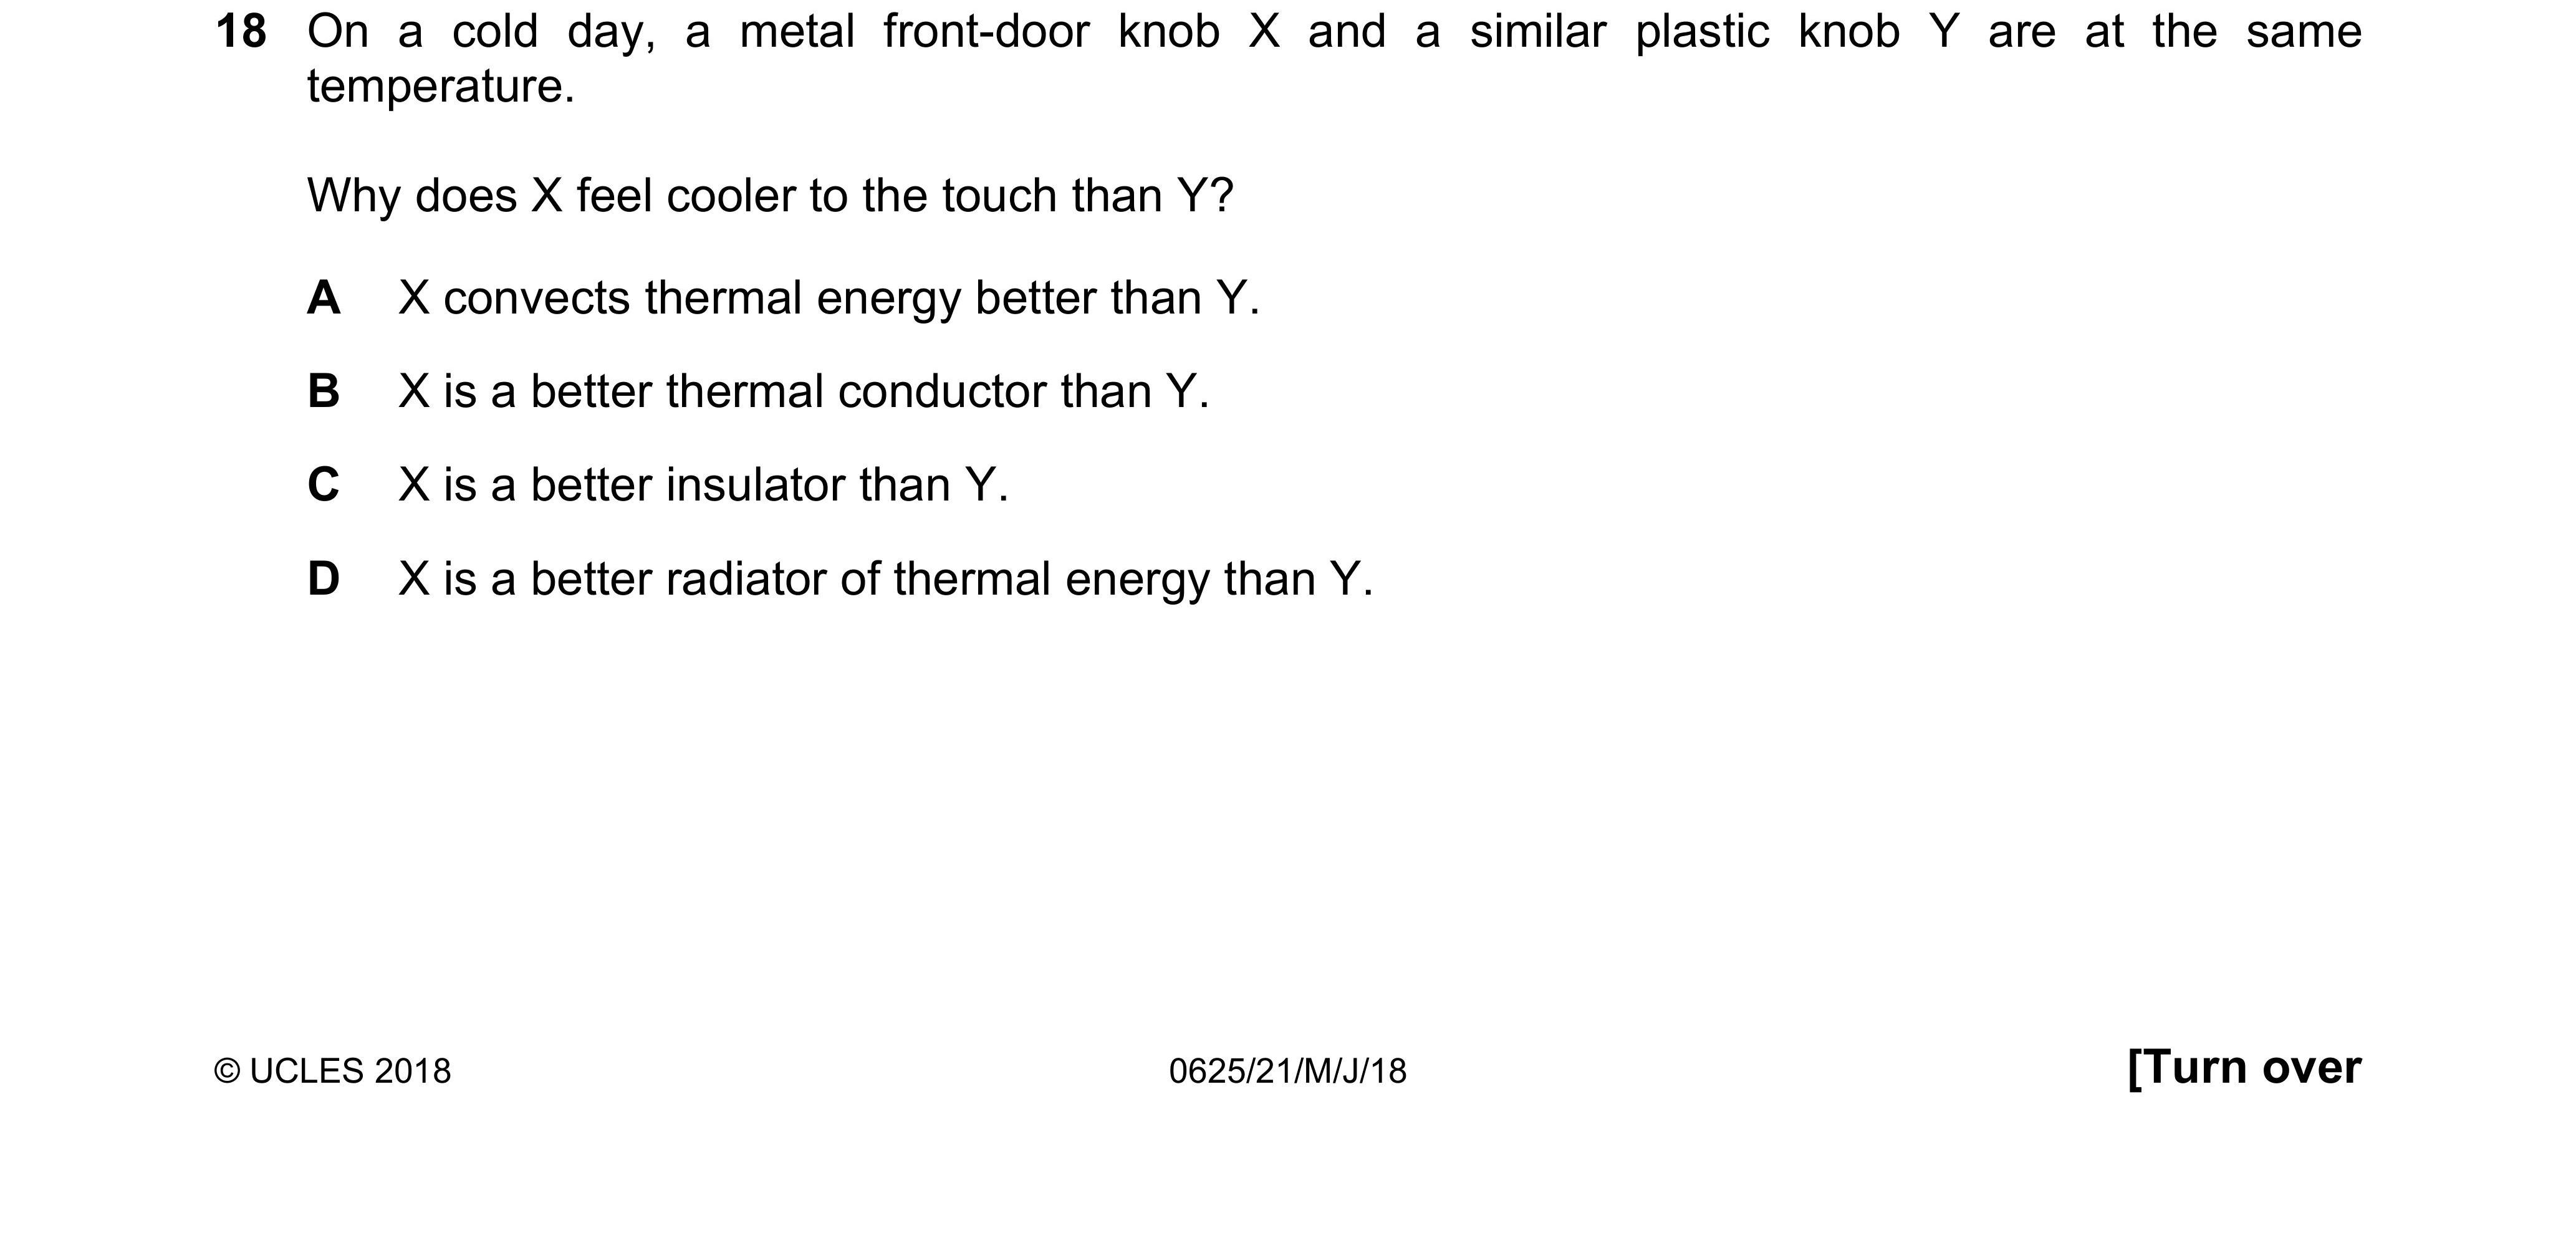 18 On a cold day, a metal front-door knob X and a similar plastic knob Y are at the same
temperature.
Why does X feel cooler to the touch than Y?
A X convects thermal energy better than Y.
B X is a better thermal conductor than Y.
C X is a better insulator than Y.
D X is a better radiator of thermal energy than Y.
© UCLES 2018 0625/21/M/J/18 [Turn over